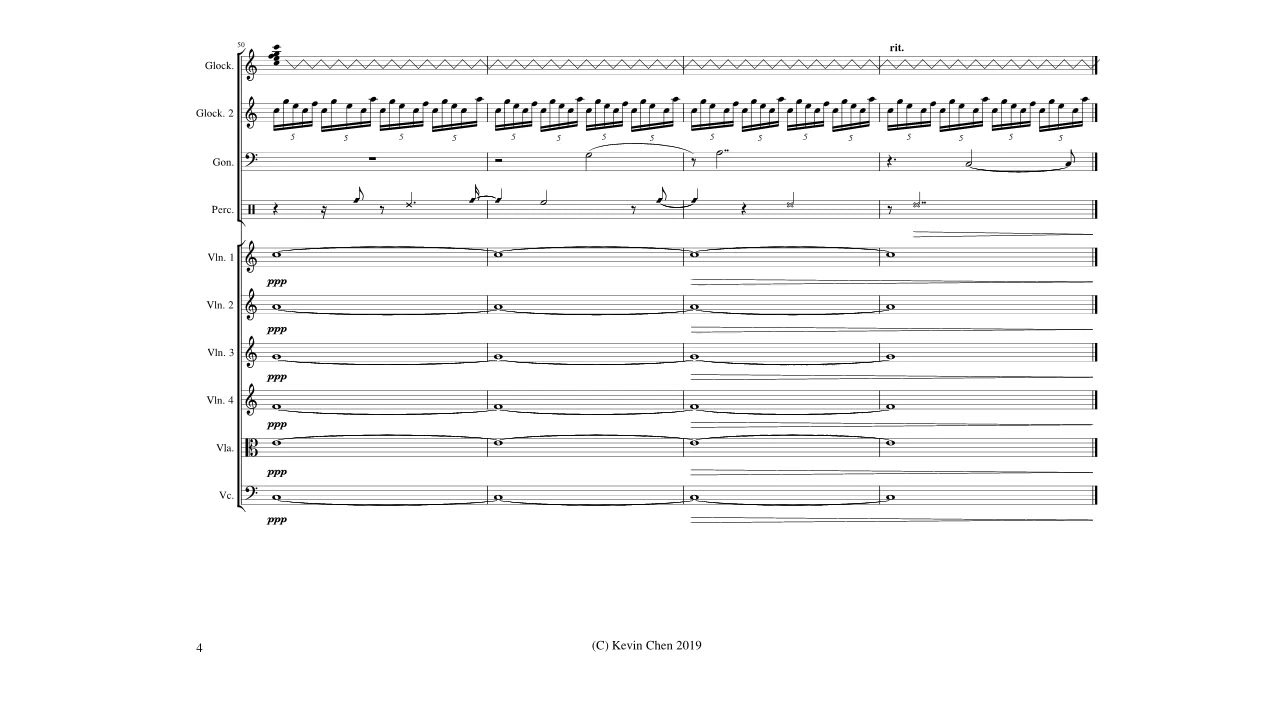 50
rit.
Glock.
Glock. 2
5 5 5 5 5 5 5 5 5 5 5 5 5 5 5 5
Gon.
Perc.
Vln. 1
ppp
Vln. 2
ppp
Vln. 3
ppp
Vln. 4
ppp
Vla.
ppp
Vc.
ppp
4
(C) Kevin Chen 2019